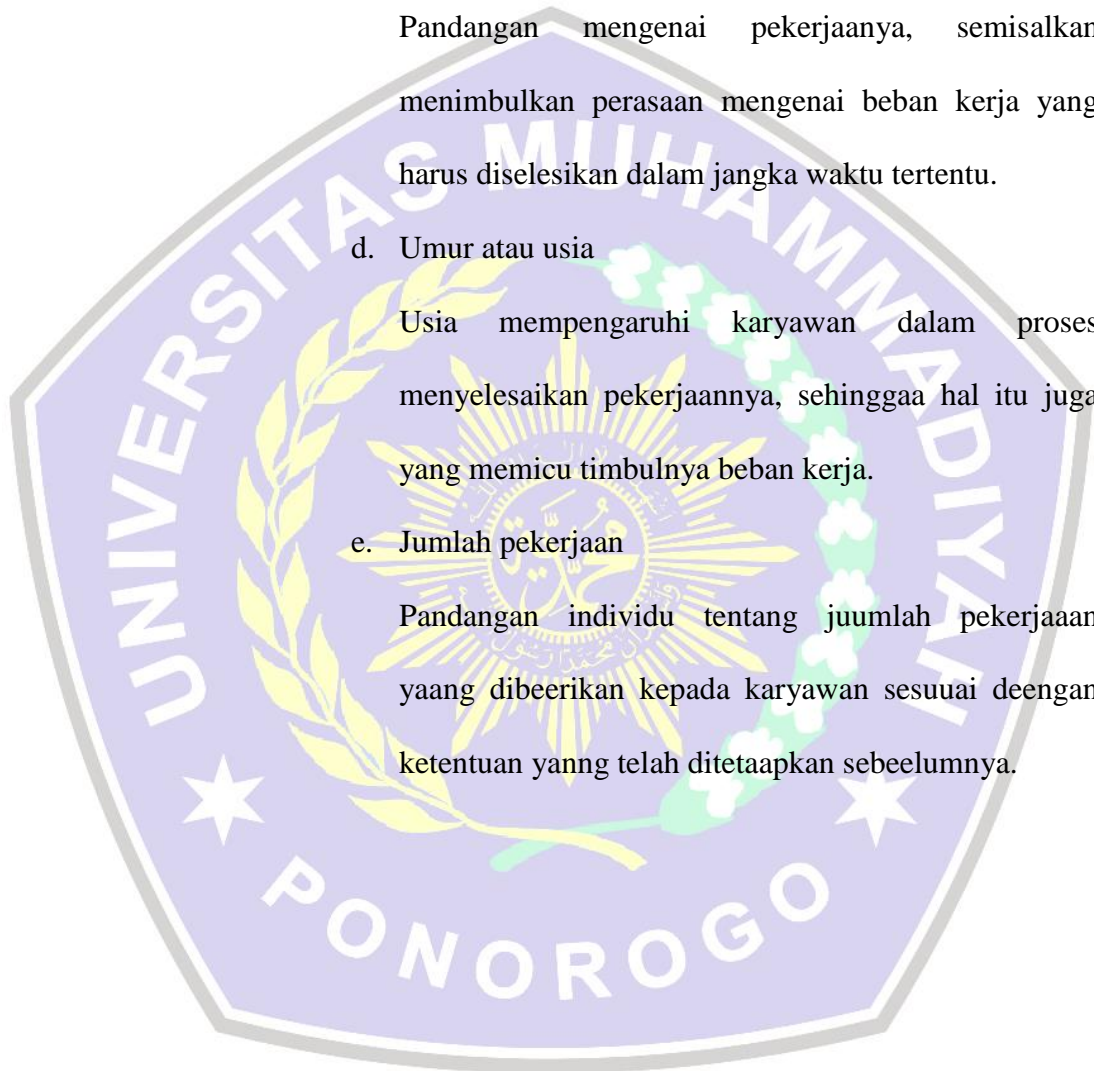 Pandangan mengenai pekerjaanya, semisalkan
menimbulkan perasaan mengenai beban kerja yang
harus diselesikan dalam jangka waktu tertentu.
d. Umur atau usia
Usia mempengaruhi karyawan dalam proses
menyelesaikan pekerjaannya, sehinggaa hal itu juga
yang memicu timbulnya beban kerja.
e. Jumlah pekerjaan
Pandangan individu tentang juumlah pekerjaaan
yaang dibeerikan kepada karyawan sesuuai deengan
ketentuan yanng telah ditetaapkan sebeelumnya.
UNIVERSITAS MUHAMMADIYAH
PONOROGO
محمد